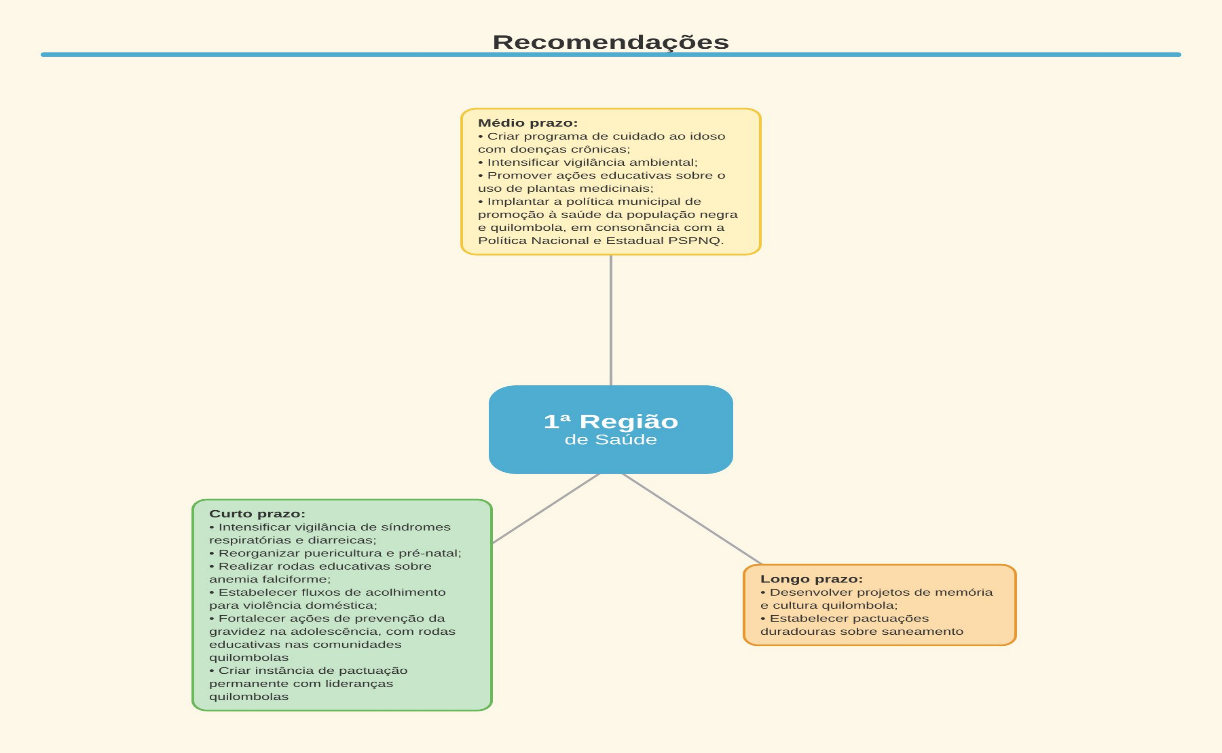 Recomendações
Médio prazo:
• Criar programa de cuidado ao idoso
com doenças crônicas;
• Intensificar vigilância ambiental;
• Promover ações educativas sobre o
uso de plantas medicinais;
• Implantar a política municipal de
promoção à saúde da população negra
e quilombola, em consonância com a
Política Nacional e Estadual PSPNQ.
1ª Região
de Saúde
Curto prazo:
• Intensificar vigilância de síndromes
respiratórias e diarreicas;
• Reorganizar puericultura e pré-natal;
• Realizar rodas educativas sobre
anemia falciforme;
• Estabelecer fluxos de acolhimento
para violência doméstica;
• Fortalecer ações de prevenção da
gravidez na adolescência, com rodas
educativas nas comunidades
quilombolas
• Criar instância de pactuação
permanente com lideranças
quilombolas
Longo prazo:
• Desenvolver projetos de memória
e cultura quilombola;
• Estabelecer pactuações
duradouras sobre saneamento